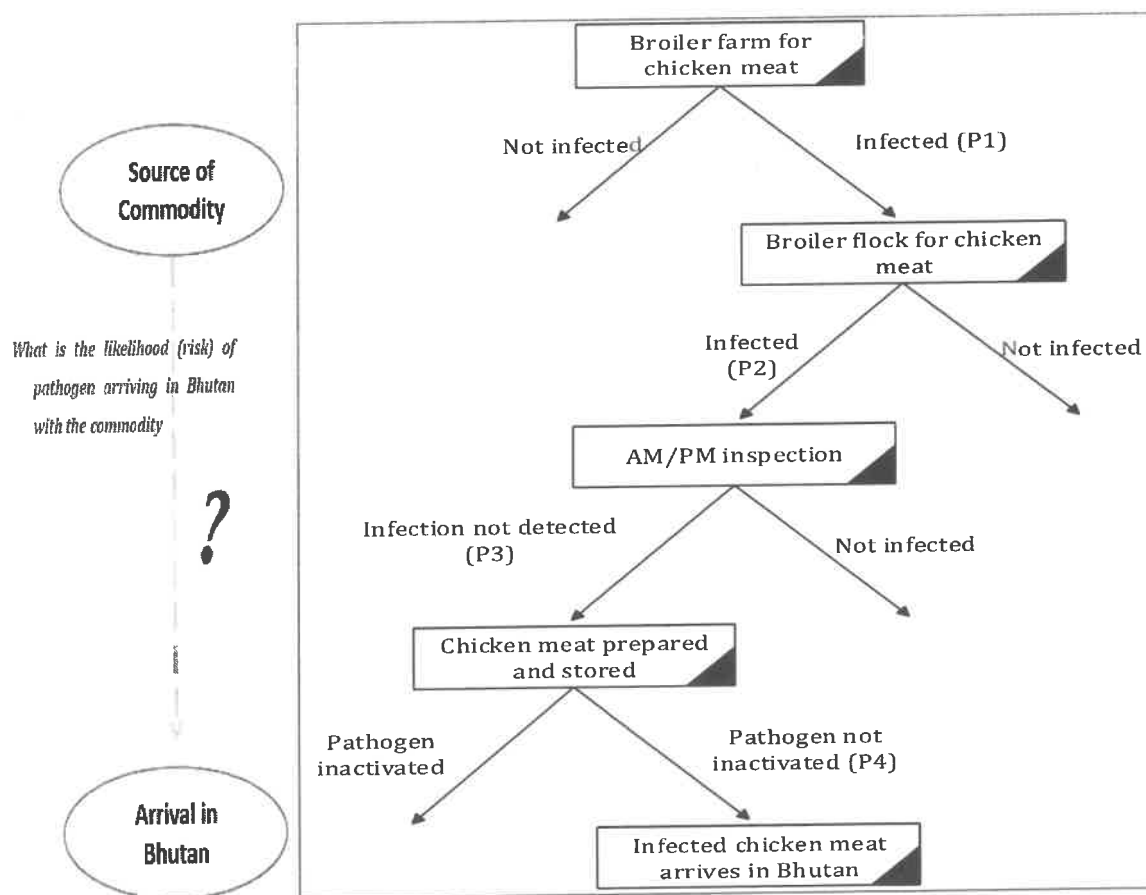 Broiler farm for
chicken meat
Not infected
Infected (P1)
Source of
Commodity
Broiler flock for chicken
meat
What is the likelihood (risk) of
pathogen arriving in Bhutan
with the commodity
Infected
(P2)
Not infected
AM/PM inspection
?
Infection not detected
(P3)
Not infected
Chicken meat prepared
and stored
Pathogen
inactivated
Pathogen not
inactivated (P4)
Arrival in
Bhutan
Infected chicken meat
arrives in Bhutan